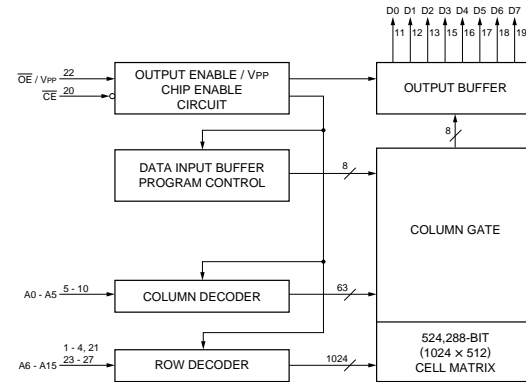 D0 D1 D2 D3 D4 D5 D6 D7
11 12 13 15 16 17 18 19
OE / VPP
22
CE
20
OUTPUT ENABLE / VPP
CHIP ENABLE
CIRCUIT
OUTPUT BUFFER
8
DATA INPUT BUFFER
PROGRAM CONTROL
8
COLUMN GATE
A0 - A5
5 - 10
COLUMN DECODER
63
1 - 4, 21
A6 - A15
23 - 27
ROW DECODER
1024
524,288-BIT
(1024 × 512)
CELL MATRIX